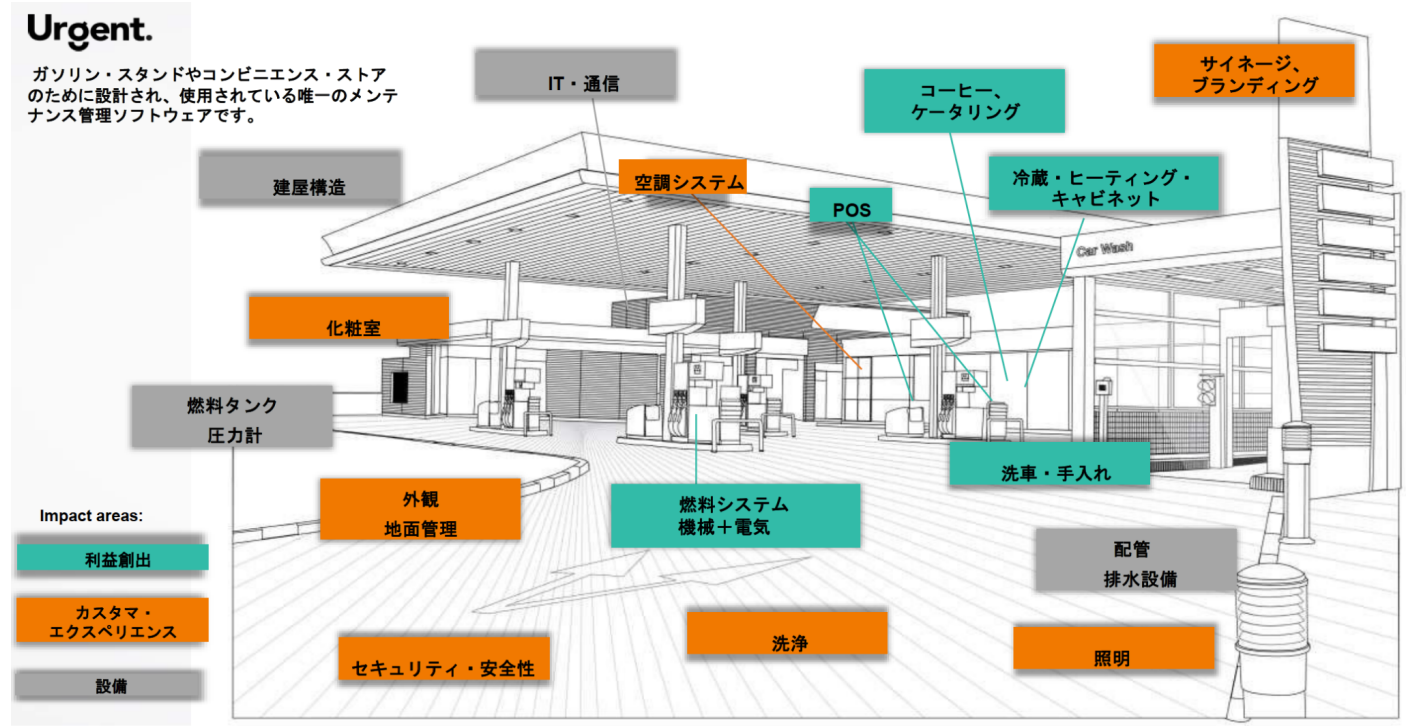 Urgent.
ガソリン・スタンドやコンビニエンス・ストア
のために設計され、使用されている唯一のメンテ
ナンス管理ソフトウェアです。
IT・通信
コーヒー、
ケータリング
サイネージ、
ブランディング
建屋構造
空調システム
POS
冷蔵・ヒーティング・
キャビネット
Car Wash
化粧室
燃料タンク
圧力計
外観
地面管理
燃料システム
機械＋電気
洗車・手入れ
配管
排水設備
セキュリティ・安全性
洗浄
照明
Impact areas:
利益創出
カスタマ・
エクスペリエンス
設備